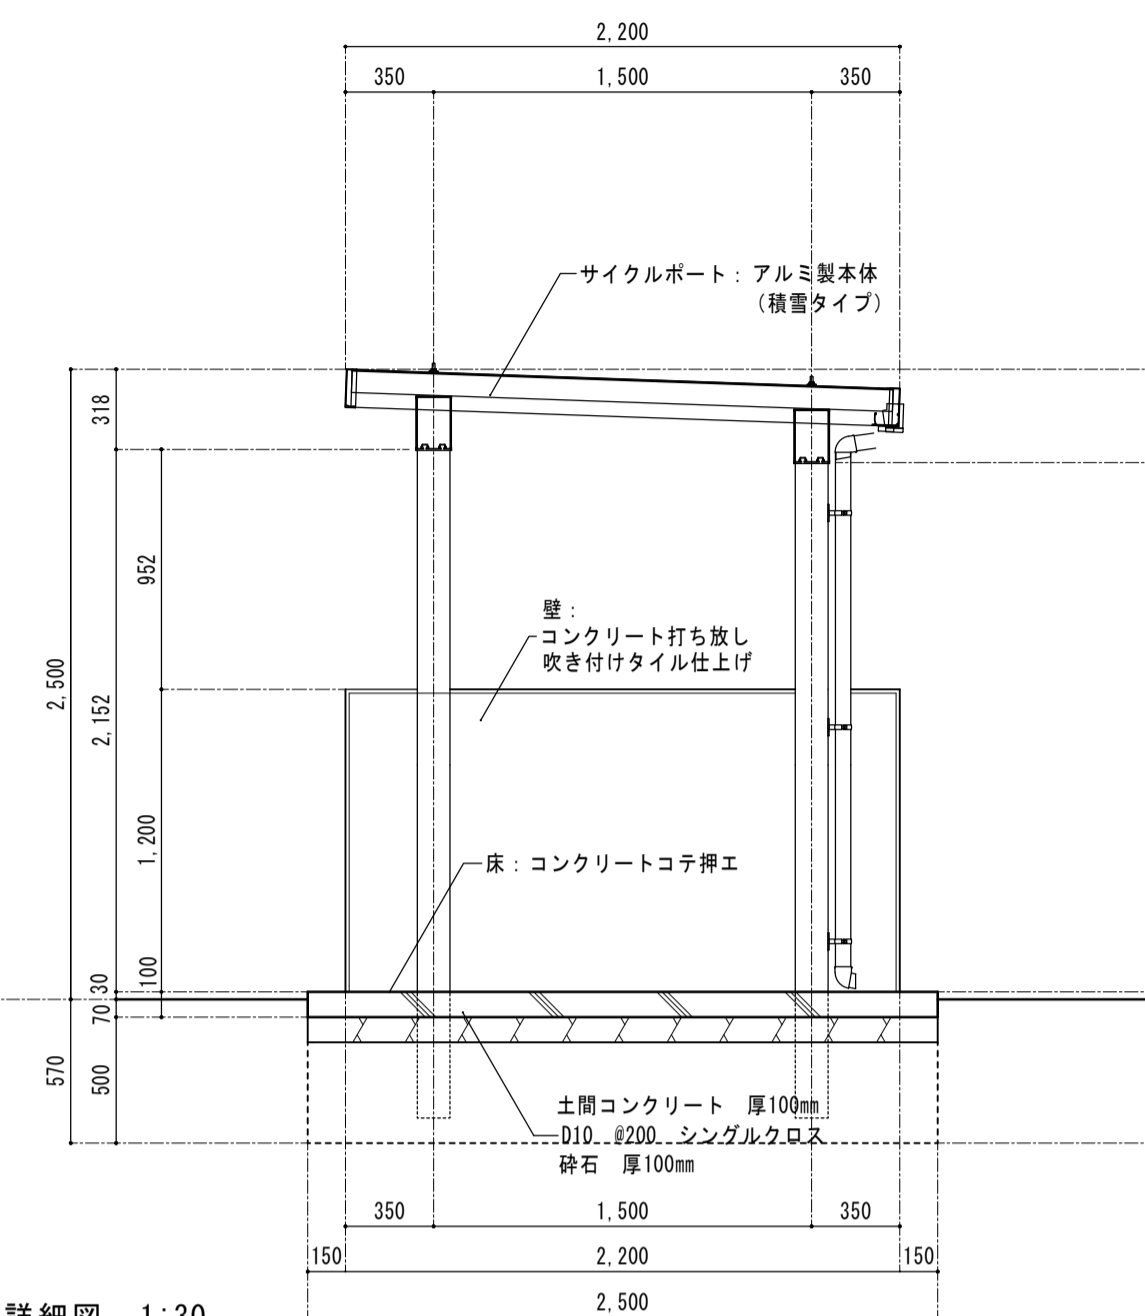 2,200
350
1,500
350
サイクルポート：アルミ製本体
（積雪タイプ）
318
952
壁：
コンクリート打ち放し
吹き付けタイル仕上げ
2,500
2,152
1,200
床：コンクリートコテ押エ
30
100
70
570
500
土間コンクリート　厚100mm
D10　@200　シングルクロス
砕石　厚100mm
350
1,500
350
150
2,200
150
2,500
詳細図　1:30